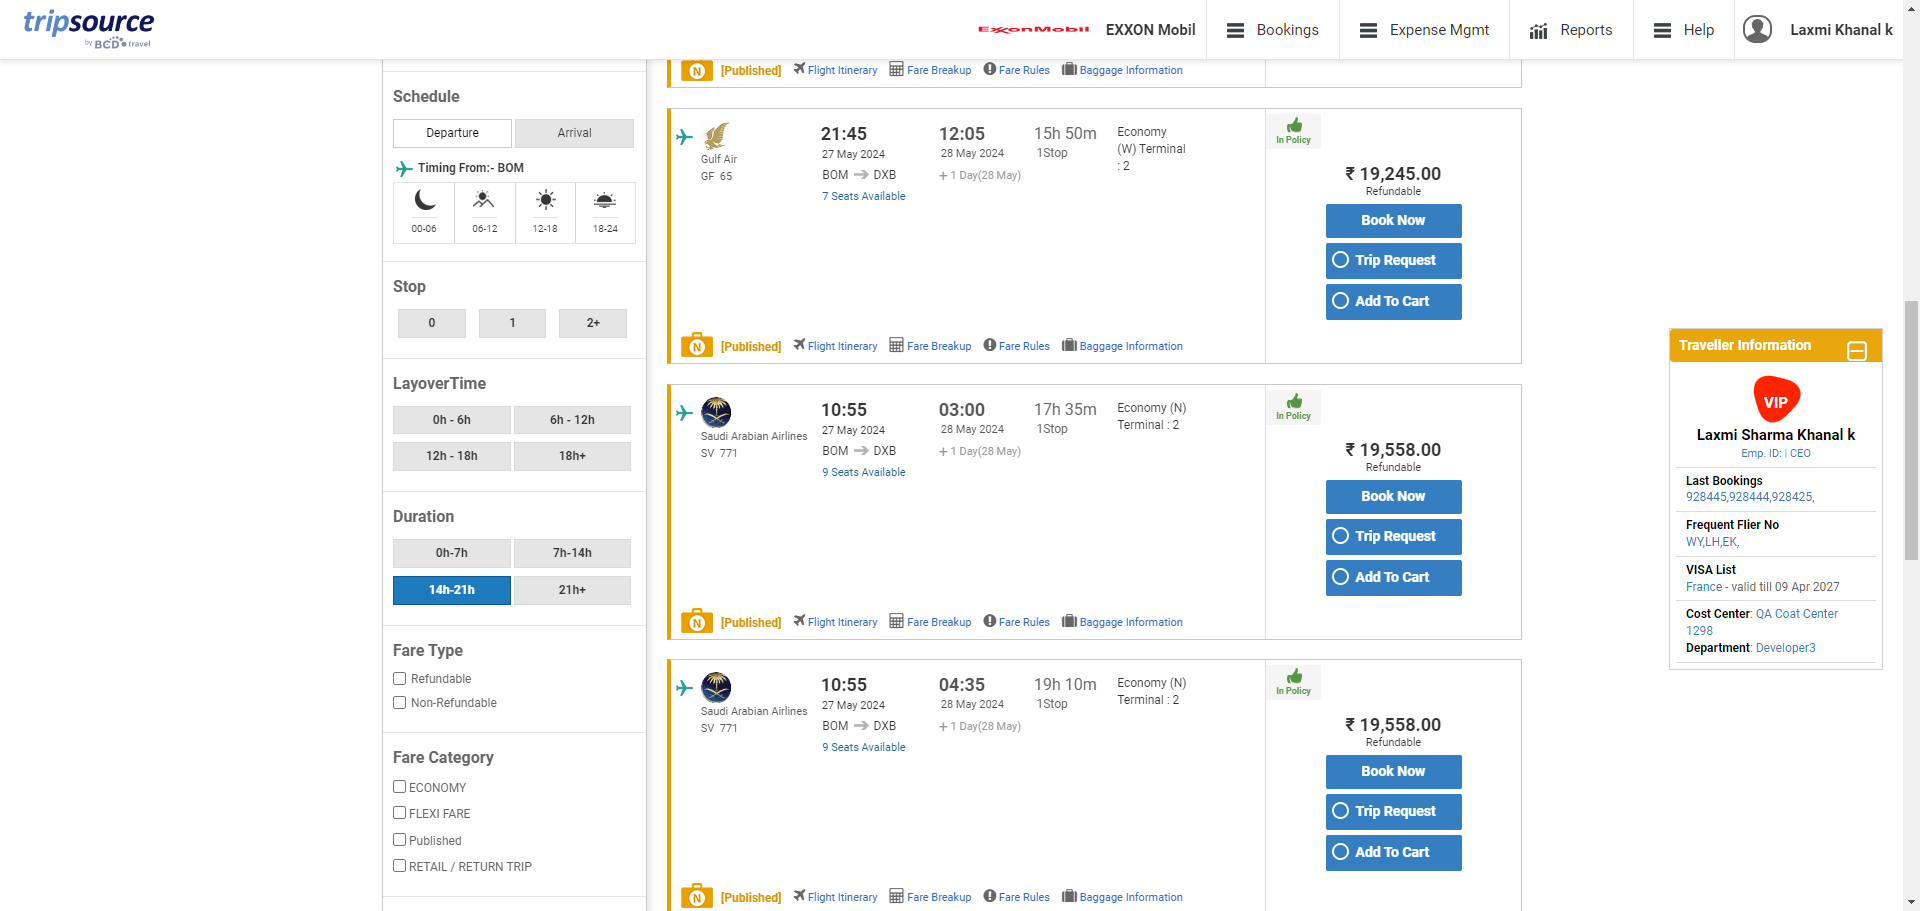 tripsource
by BCD travel
ExxonMobil
EXXON Mobil
Bookings
Expense Mgmt
Reports
Help
Laxmi Khanal k
Schedule
Departure
Arrival
Timing From:- BOM
00-06
06-12
12-18
18-24
Stop
0
1
2+
LayoverTime
0h - 6h
6h - 12h
12h - 18h
18h+
Duration
0h-7h
7h-14h
14h-21h
21h+
Fare Type
Refundable
Non-Refundable
Fare Category
ECONOMY
FLEXI FARE
Published
RETAIL / RETURN TRIP
N
[Published]
Flight Itinerary
Fare Breakup
Fare Rules
Baggage Information
Gulf Air
GF 65
21:45
27 May 2024
BOM DXB
7 Seats Available
12:05
28 May 2024
+ 1 Day(28 May)
15h 50m
1Stop
Economy
(W) Terminal
: 2
In Policy
₹ 19,245.00
Refundable
Book Now
Trip Request
Add To Cart
N
[Published]
Flight Itinerary
Fare Breakup
Fare Rules
Baggage Information
Saudi Arabian Airlines
SV 771
10:55
27 May 2024
BOM DXB
9 Seats Available
03:00
28 May 2024
+ 1 Day(28 May)
17h 35m
1Stop
Economy (N)
Terminal : 2
In Policy
₹ 19,558.00
Refundable
Book Now
Trip Request
Add To Cart
N
[Published]
Flight Itinerary
Fare Breakup
Fare Rules
Baggage Information
Saudi Arabian Airlines
SV 771
10:55
27 May 2024
BOM DXB
9 Seats Available
04:35
28 May 2024
+ 1 Day(28 May)
19h 10m
1Stop
Economy (N)
Terminal : 2
In Policy
₹ 19,558.00
Refundable
Book Now
Trip Request
Add To Cart
N
[Published]
Flight Itinerary
Fare Breakup
Fare Rules
Baggage Information
Traveller Information
VIP
Laxmi Sharma Khanal k
Emp. ID: | CEO
Last Bookings
928445,928444,928425,
Frequent Flier No
WY,LH,EK,
VISA List
France - valid till 09 Apr 2027
Cost Center: QA Coat Center
1298
Department: Developer3